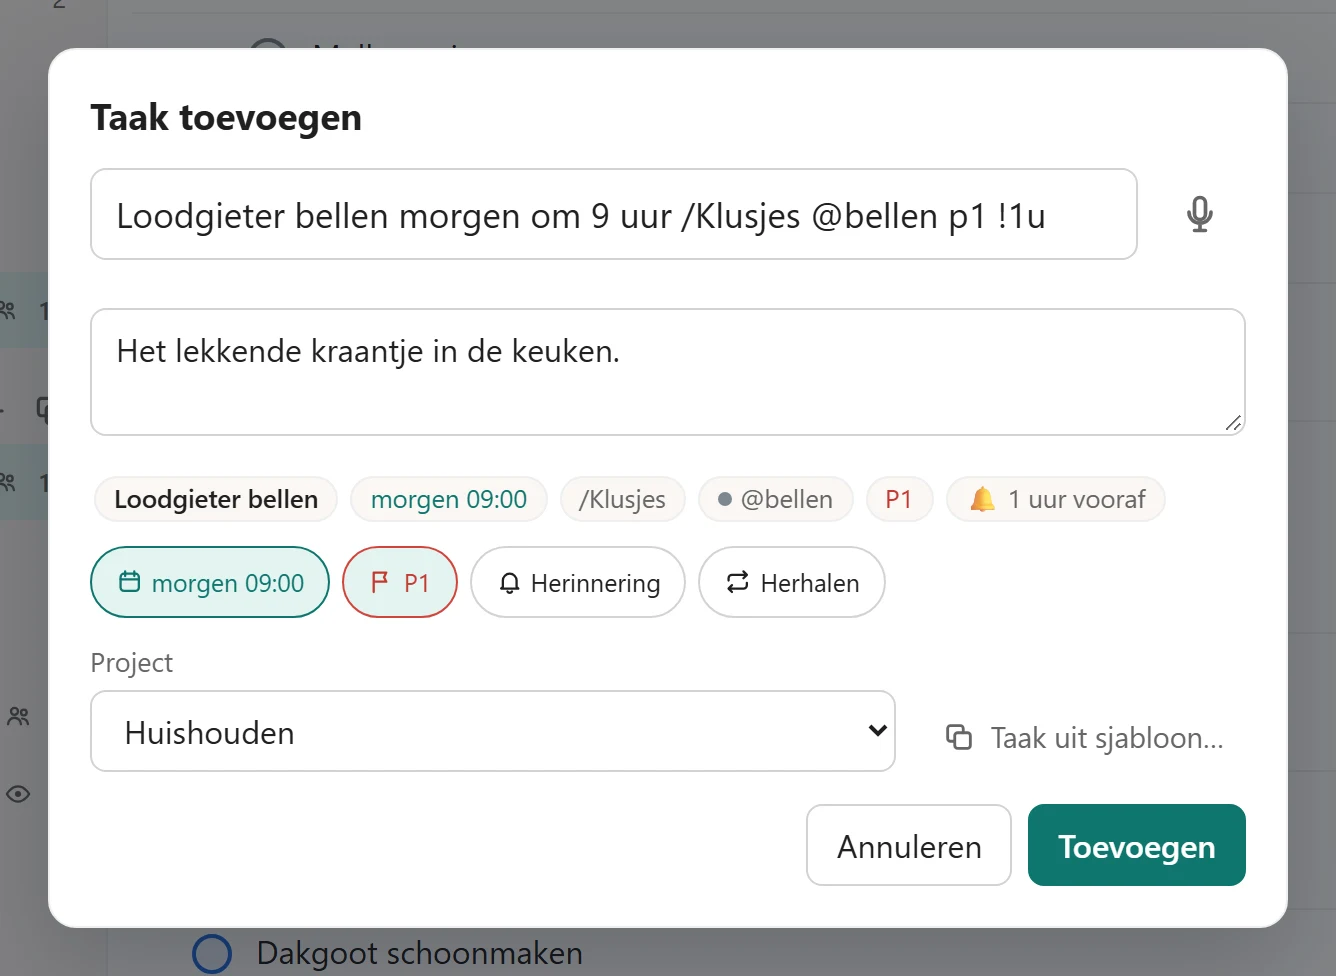 2
Taak toevoegen
Loodgieter bellen morgen om 9 uur /Klusjes @bellen p1 !1u
Het lekkende kraantje in de keuken.
Loodgieter bellen morgen 09:00 /Klusjes @bellen P1 1 uur vooraf
morgen 09:00 P1 Herinnering Herhalen
Project
Huishouden
Taak uit sjabloon...
Annuleren Toevoegen
Dakgoot schoonmaken